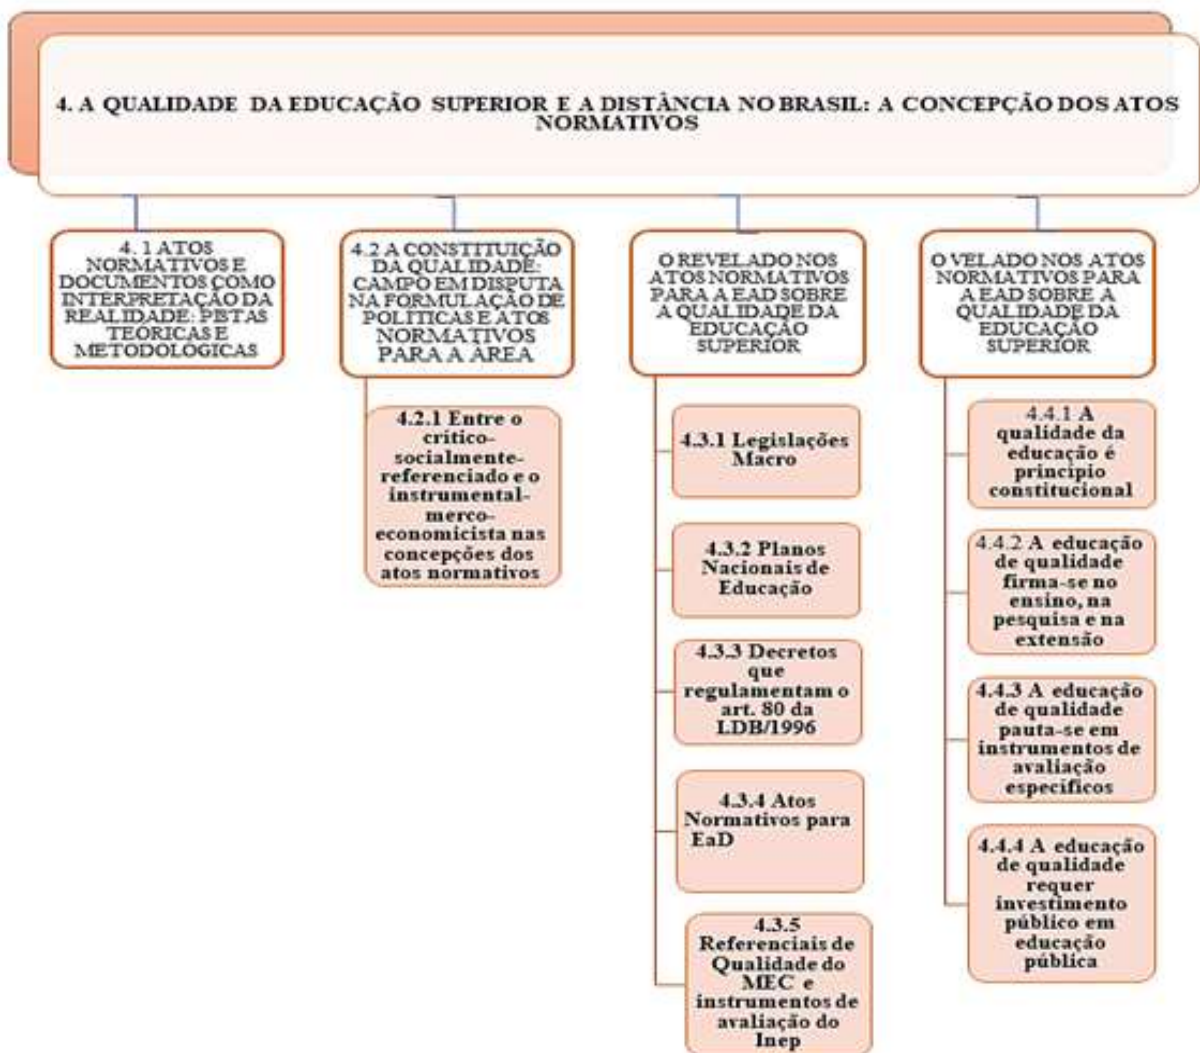 4. A QUALIDADE DA EDUCAÇÃO SUPERIOR E A DISTÂNCIA NO BRASIL: A CONCEPÇÃO DOS ATOS
NORMATIVOS
4. 1 ATOS
NORMATIVOS E
DOCUMENTOS COMO
INTERPRETAÇÃO DA
REALIDADE: PISTAS
TEÓRICAS E
METODOLÓGICAS
4.2 A CONSTITUIÇÃO
DA QUALIDADE:
CAMPO EM DISPUTA
NA FORMULAÇÃO DE
POLÍTICAS E ATOS
NORMATIVOS
PARA A ÁREA
4.2.1 Entre o
crítico-
socialmente-
referenciado e o
instrumental-
merco-
economicista nas
concepções dos
atos normativos
O REVELADO NOS
ATOS NORMATIVOS
PARA A EAD SOBRE
A QUALIDADE DA
EDUCAÇÃO
SUPERIOR
4.3.1 Legislações
Macro
4.3.2 Planos
Nacionais de
Educação
4.3.3 Decretos
que
regulamentam o
art. 80 da
LDB/1996
4.3.4 Atos
Normativos para
EaD
4.3.5
Referenciais de
Qualidade do
MEC e
instrumentos de
avaliação do
Inep
O VELADO NOS ATOS
NORMATIVOS PARA
A EAD SOBRE A
QUALIDADE DA
EDUCAÇÃO
SUPERIOR
4.4.1 A
qualidade da
educação é
princípio
constitucional
4.4.2 A educação
de qualidade
firma-se no
ensino, na
pesquisa e na
extensão
4.4.3 A educação
de qualidade
pauta-se em
instrumentos de
avaliação
específicos
4.4.4 A educação
de qualidade
requer
investimento
público em
educação
pública